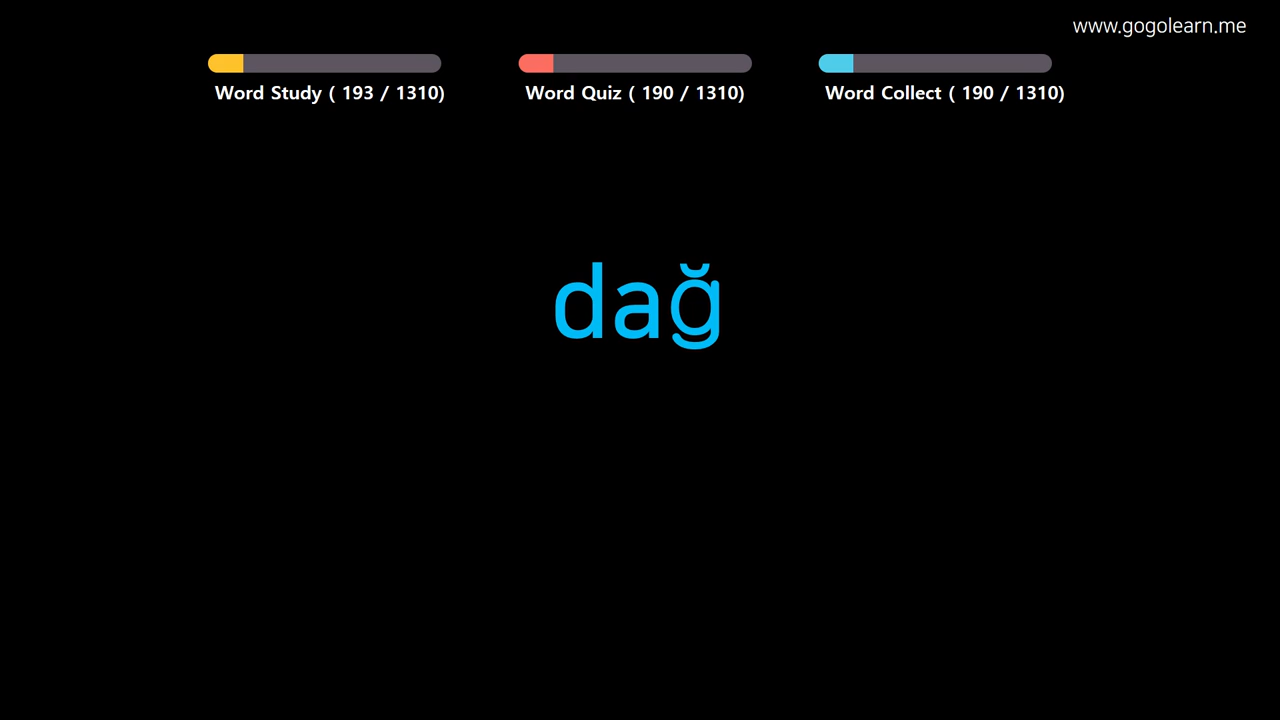 www.gogolearn.me
Word Study ( 193 / 1310)
Word Quiz ( 190 / 1310)
Word Collect ( 190 / 1310)
dağ